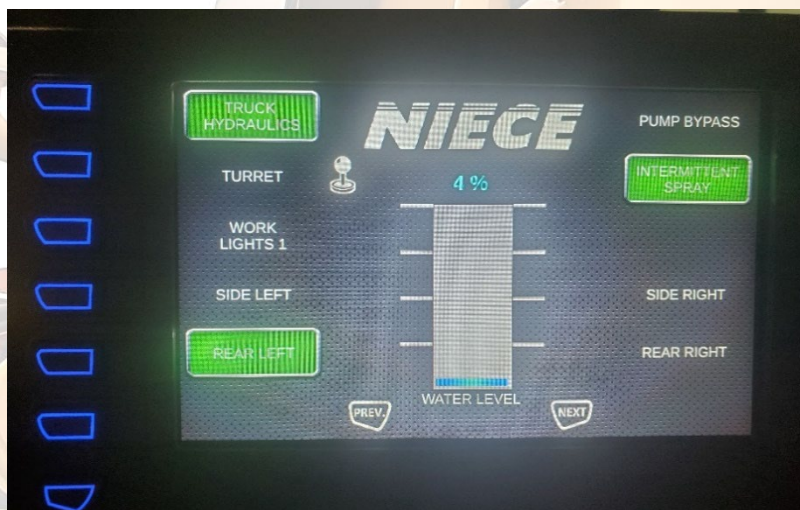 NIECE
TRUCK
HYDRAULICS
PUMP BYPASS
TURRET
4 %
INTERMITTENT
SPRAY
WORK
LIGHTS 1
SIDE LEFT
SIDE RIGHT
REAR LEFT
REAR RIGHT
WATER LEVEL
PREV.
NEXT